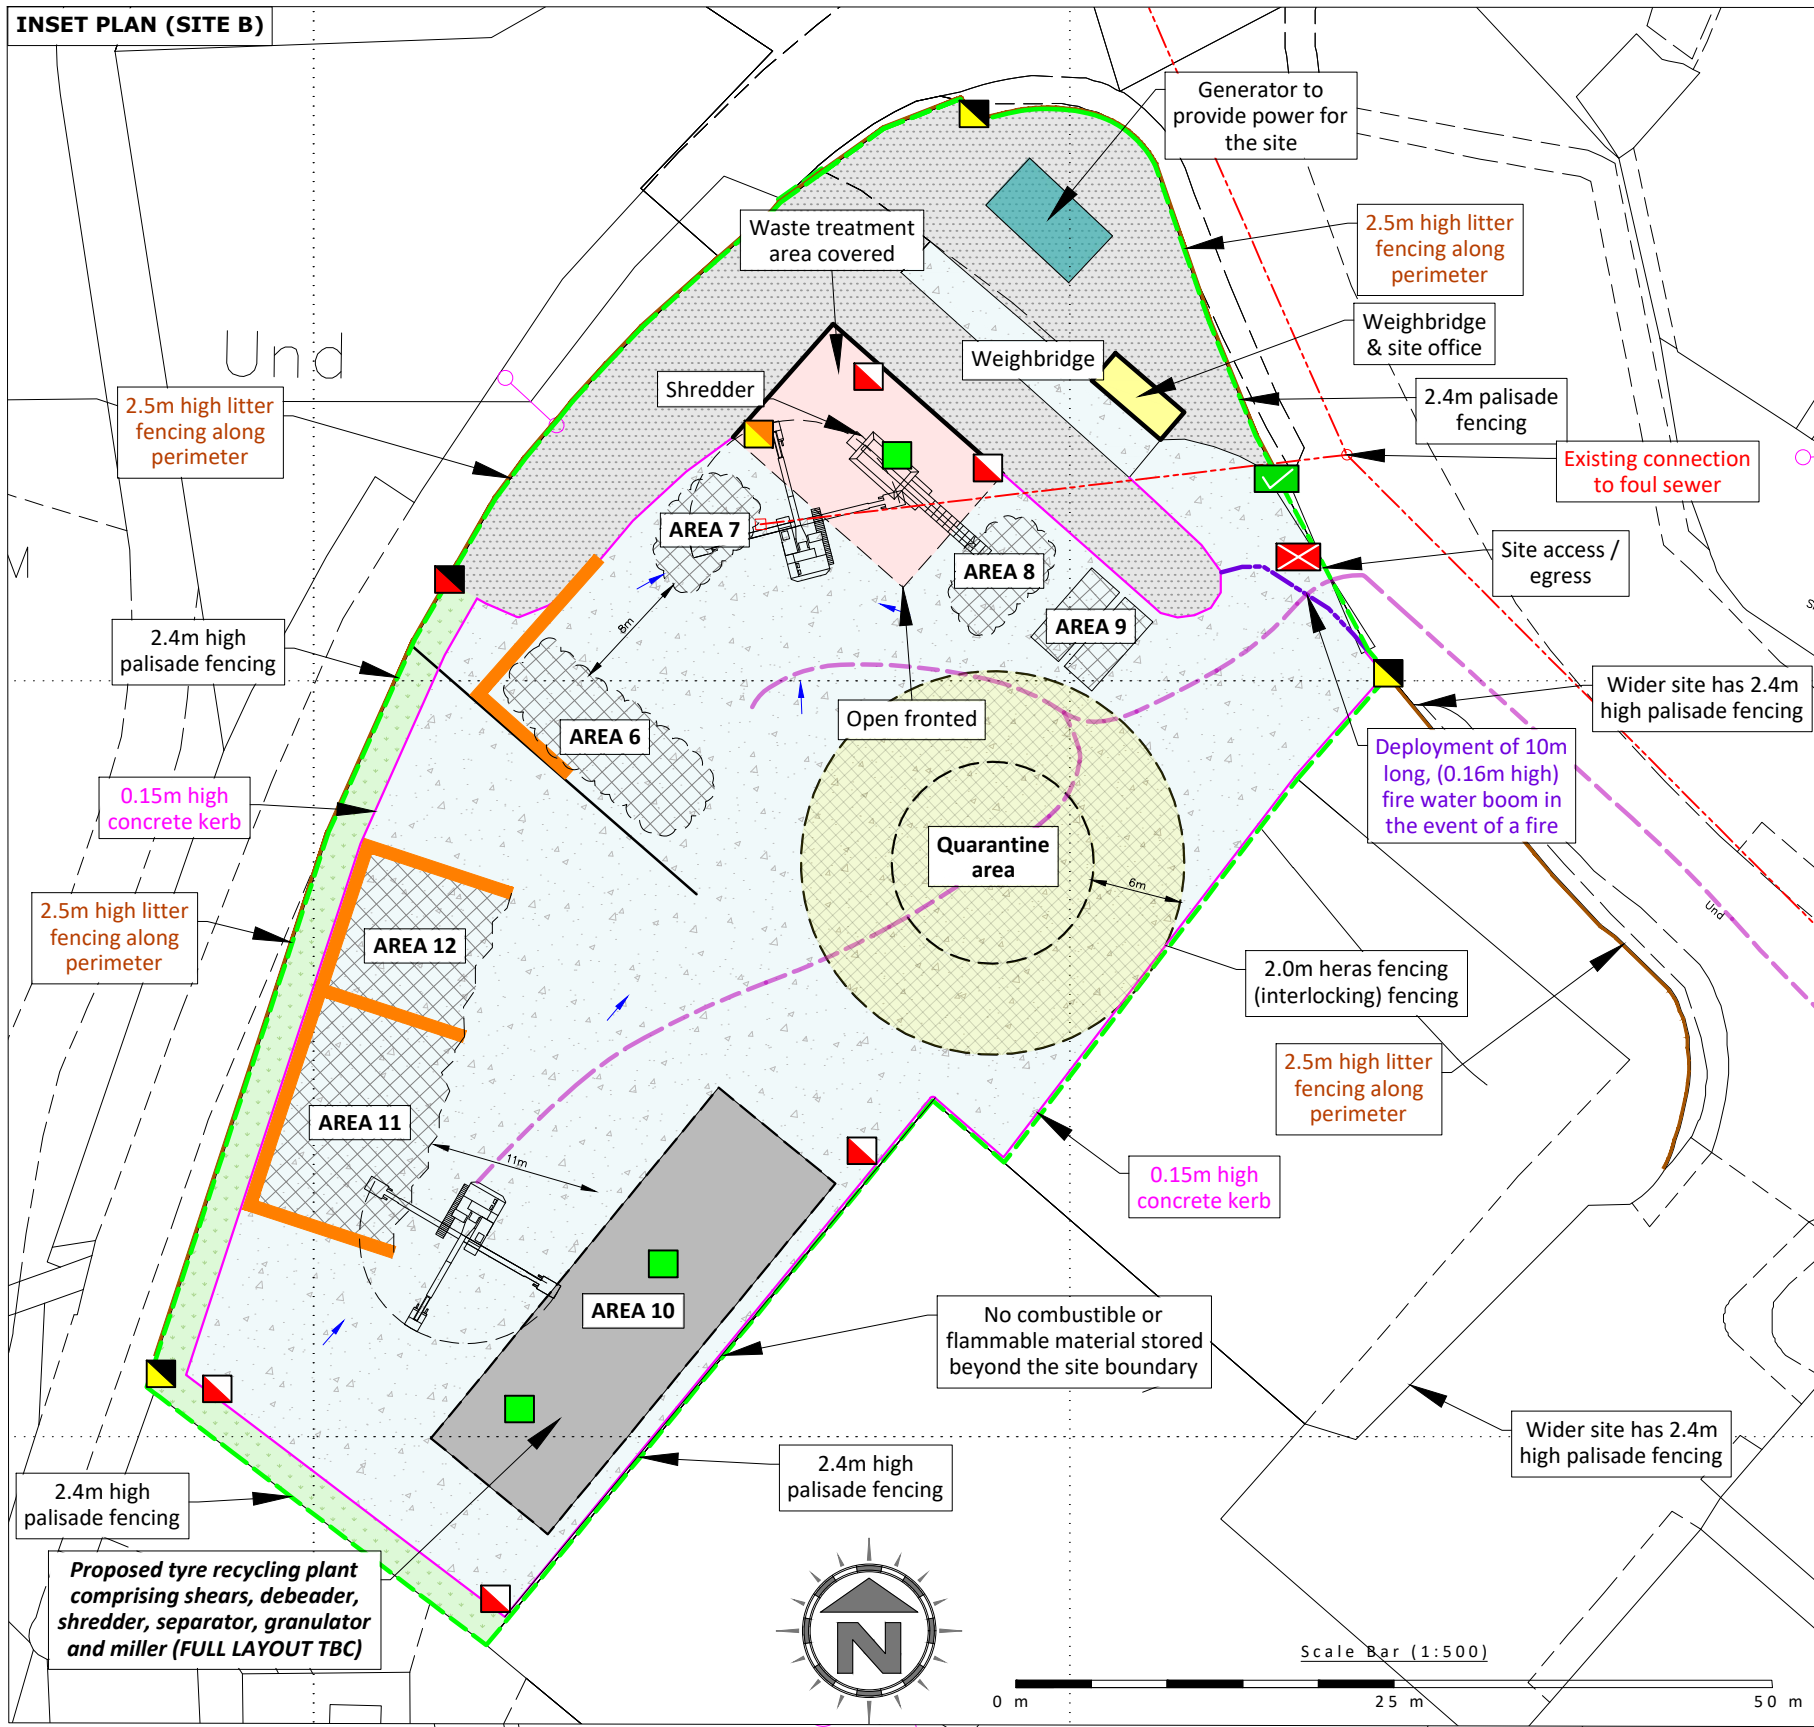 INSET PLAN (SITE B)
Generator to
provide power for
the site
Waste treatment
area covered
2.5m high litter
fencing along
perimeter
Weighbridge
& site office
Und
Weighbridge
Shredder
2.5m high litter
fencing along
perimeter
2.4m palisade
fencing
Existing connection
to foul sewer
AREA 7
Site access /
egress
AREA 8
AREA 9
8m
2.4m high
palisade fencing
Wider site has 2.4m
high palisade fencing
Open fronted
AREA 6
Deployment of 10m
long, (0.16m high)
fire water boom in
the event of a fire
0.15m high
concrete kerb
Quarantine
area
6m
Und
2.5m high litter
fencing along
perimeter
AREA 12
2.0m heras fencing
(interlocking) fencing
2.5m high litter
fencing along
perimeter
AREA 11
11m
0.15m high
concrete kerb
AREA 10
No combustible or
flammable material stored
beyond the site boundary
Wider site has 2.4m
high palisade fencing
2.4m high
palisade fencing
2.4m high
palisade fencing
Proposed tyre recycling plant
comprising shears, debeader,
shredder, separator, granulator
and miller (FULL LAYOUT TBC)
N
Scale Bar (1:500)
0 m
25 m
50 m